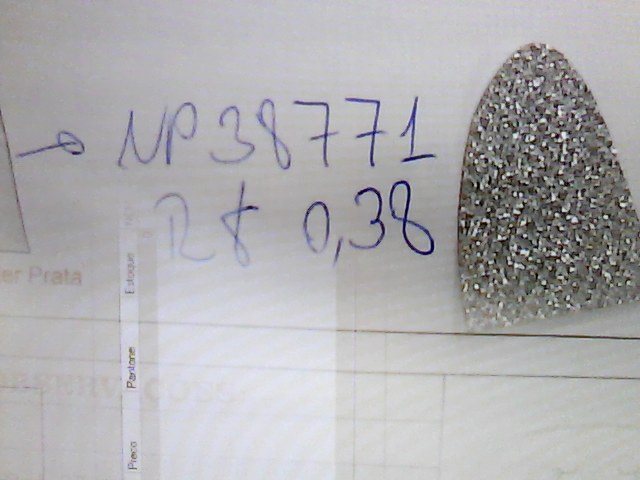 NP38771
R$ 0,38
er Prata
Estoque
Pantone
Preço